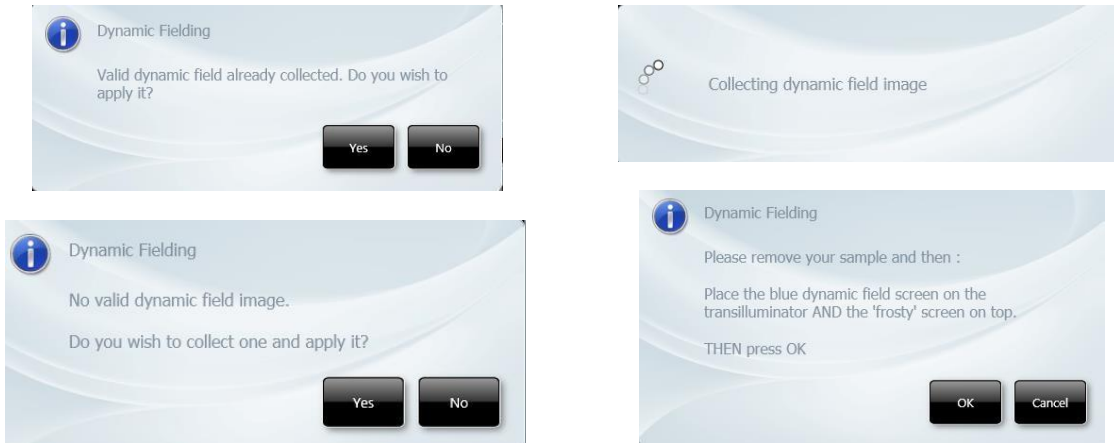 Dynamic Fielding
Valid dynamic field already collected. Do you wish to
apply it?
Yes
No
Collecting dynamic field image
Dynamic Fielding
No valid dynamic field image.
Do you wish to collect one and apply it?
Yes
No
Dynamic Fielding
Please remove your sample and then :
Place the blue dynamic field screen on the
transilluminator AND the 'frosty' screen on top.
THEN press OK
OK
Cancel